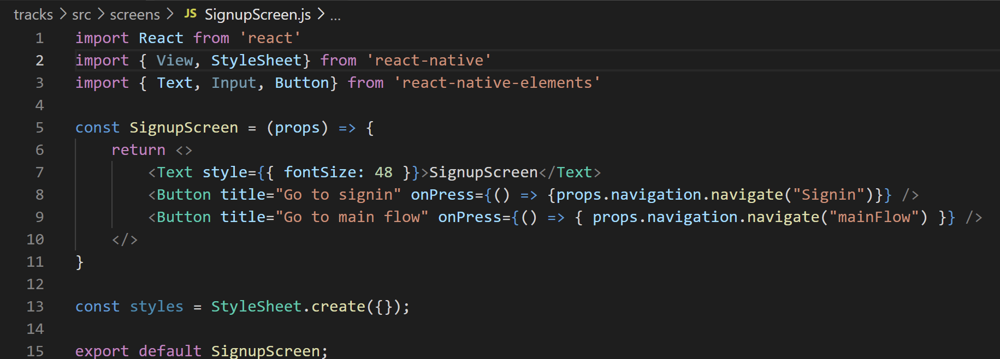 tracks > src > screens > JS SignupScreen.js > ...
1 import React from 'react'
2 import { View, StyleSheet} from 'react-native'
3 import { Text, Input, Button} from 'react-native-elements'
4
5 const SignupScreen = (props) => {
6     return <>
7         <Text style={{ fontSize: 48 }}>SignupScreen</Text>
8         <Button title="Go to signin" onPress={() => {props.navigation.navigate("Signin")}} />
9         <Button title="Go to main flow" onPress={() => { props.navigation.navigate("mainFlow") }} />
10     </>
11 }
12
13 const styles = StyleSheet.create({});
14
15 export default SignupScreen;